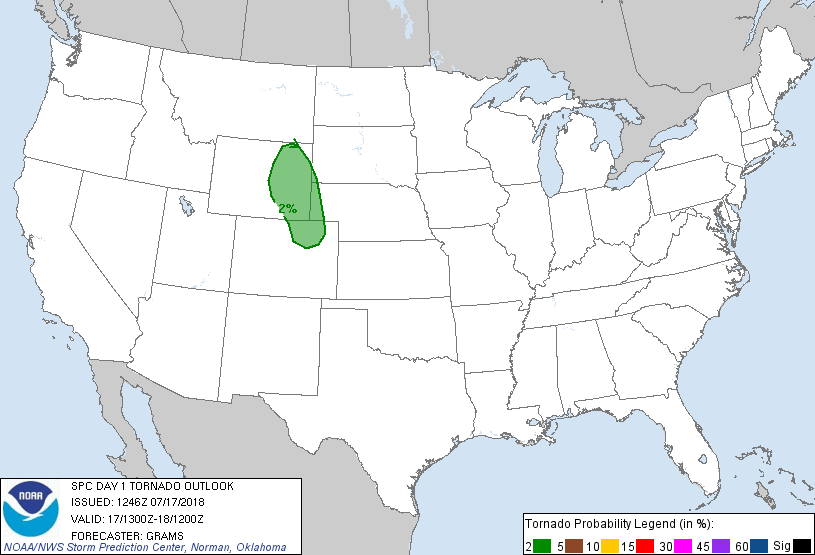 2%
NOAA
SPC DAY 1 TORNADO OUTLOOK
ISSUED: 1246Z 07/17/2018
VALID: 17/1300Z-18/1200Z
FORECASTER: GRAMS
NOAA/NWS Storm Prediction Center, Norman, Oklahoma
Tornado Probability Legend (in %):
2 5 10 15 30 45 60 Sig